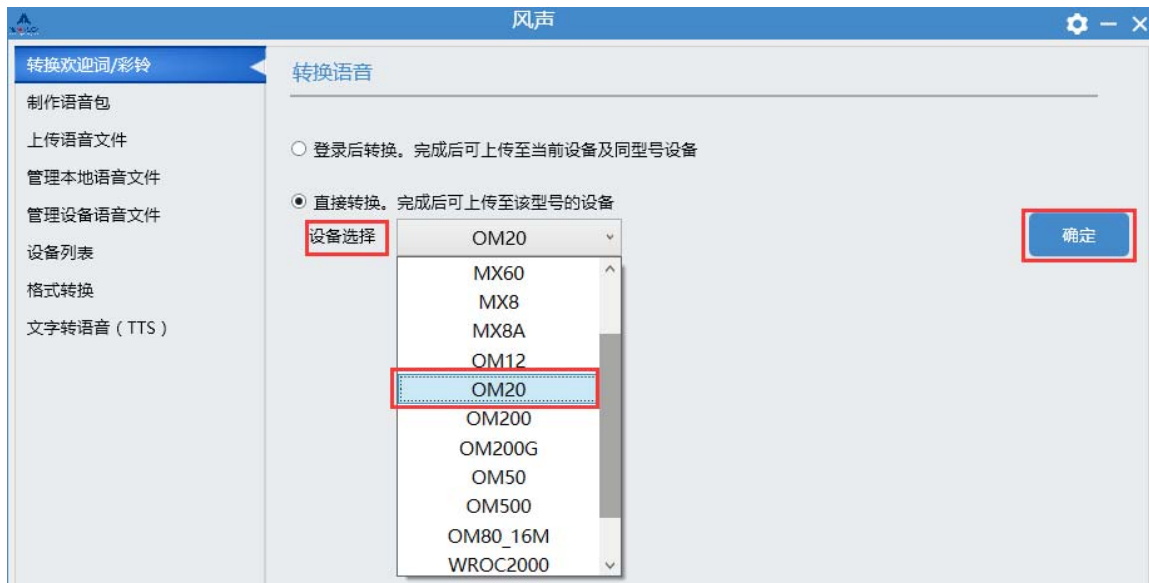 风声
转换欢迎词/彩铃
制作语音包
上传语音文件
管理本地语音文件
管理设备语音文件
设备列表
格式转换
文字转语音（TTS）
转换语音
登录后转换。完成后可上传至当前设备及同型号设备
直接转换。完成后可上传至该型号的设备
设备选择 OM20
确定
MX60
MX8
MX8A
OM12
OM20
OM200
OM200G
OM50
OM500
OM80_16M
WROC2000